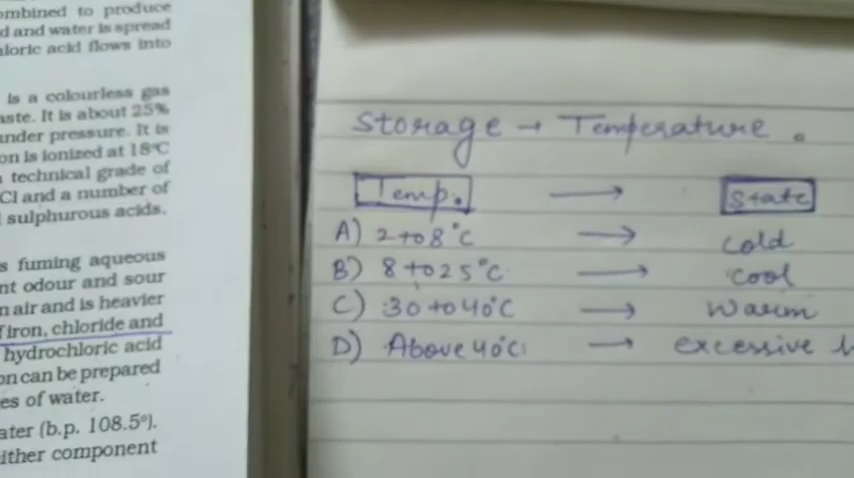 ombined to produce
d and water is spread
loric acid flows into
is a colourless gas
aste. It is about 25%
under pressure. It is
on is ionized at 18°C
technical grade of
Cl and a number of
sulphurous acids.
s fuming aqueous
nt odour and sour
n air and is heavier
f iron, chloride and
hydrochloric acid
on can be prepared
es of water.
ater (b.p. 108.5°).
ither component
Storage → Temperature.
Temp. → State
A) 2 to 8°C → cold
B) 8 to 25°C → cool
C) 30 to 40°C → Warm
D) Above 40°C → excessive h